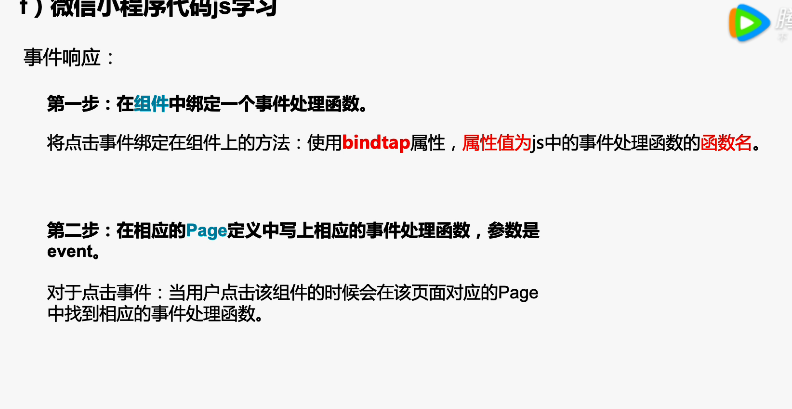 f）微信小程序代码js学习
事件响应：
第一步：在组件中绑定一个事件处理函数。
将点击事件绑定在组件上的方法：使用bindtap属性，属性值为js中的事件处理函数的函数名。
第二步：在相应的Page定义中写上相应的事件处理函数，参数是
event。
对于点击事件：当用户点击该组件的时候会在该页面对应的Page
中找到相应的事件处理函数。